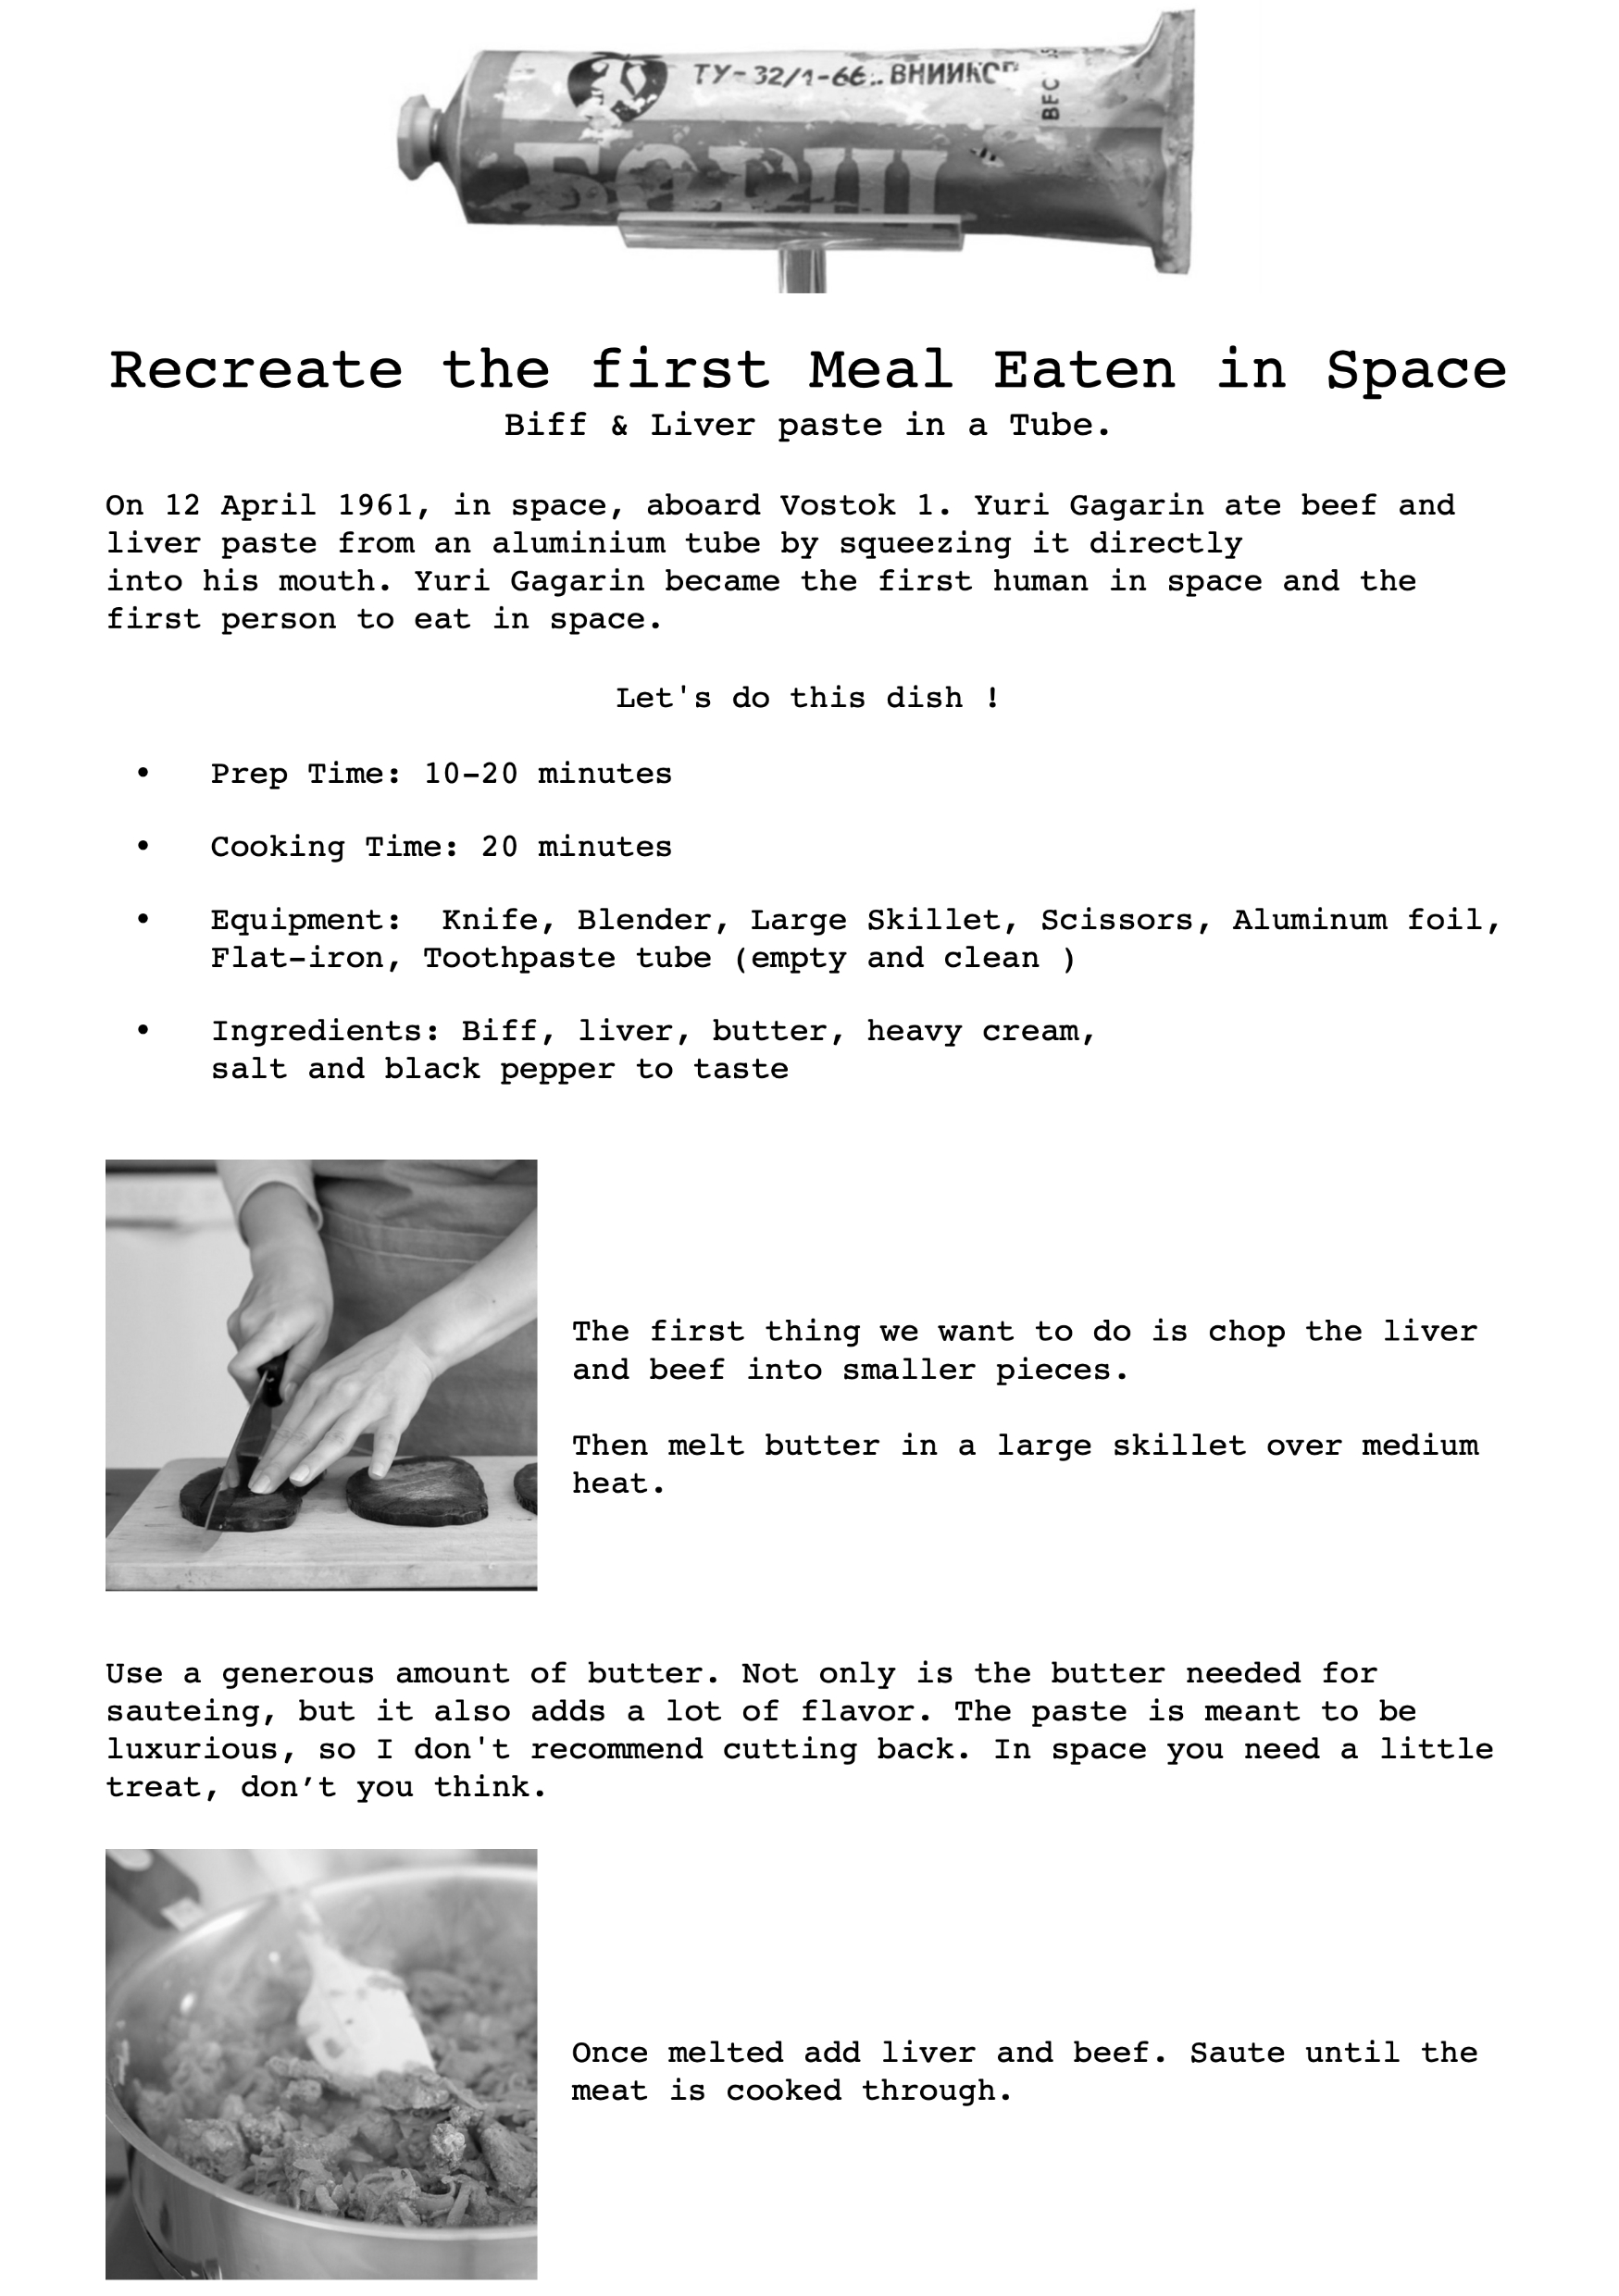 ТУ-32/1-66.. ВНИИКОР
ВЕС
БОРЩ
Recreate the first Meal Eaten in Space
Biff & Liver paste in a Tube.
On 12 April 1961, in space, aboard Vostok 1. Yuri Gagarin ate beef and
liver paste from an aluminium tube by squeezing it directly
into his mouth. Yuri Gagarin became the first human in space and the
first person to eat in space.
Let's do this dish !
• Prep Time: 10-20 minutes
• Cooking Time: 20 minutes
• Equipment:  Knife, Blender, Large Skillet, Scissors, Aluminum foil,
Flat-iron, Toothpaste tube (empty and clean )
• Ingredients: Biff, liver, butter, heavy cream,
salt and black pepper to taste
The first thing we want to do is chop the liver
and beef into smaller pieces.
Then melt butter in a large skillet over medium
heat.
Use a generous amount of butter. Not only is the butter needed for
sauteing, but it also adds a lot of flavor. The paste is meant to be
luxurious, so I don't recommend cutting back. In space you need a little
treat, don’t you think.
Once melted add liver and beef. Saute until the
meat is cooked through.